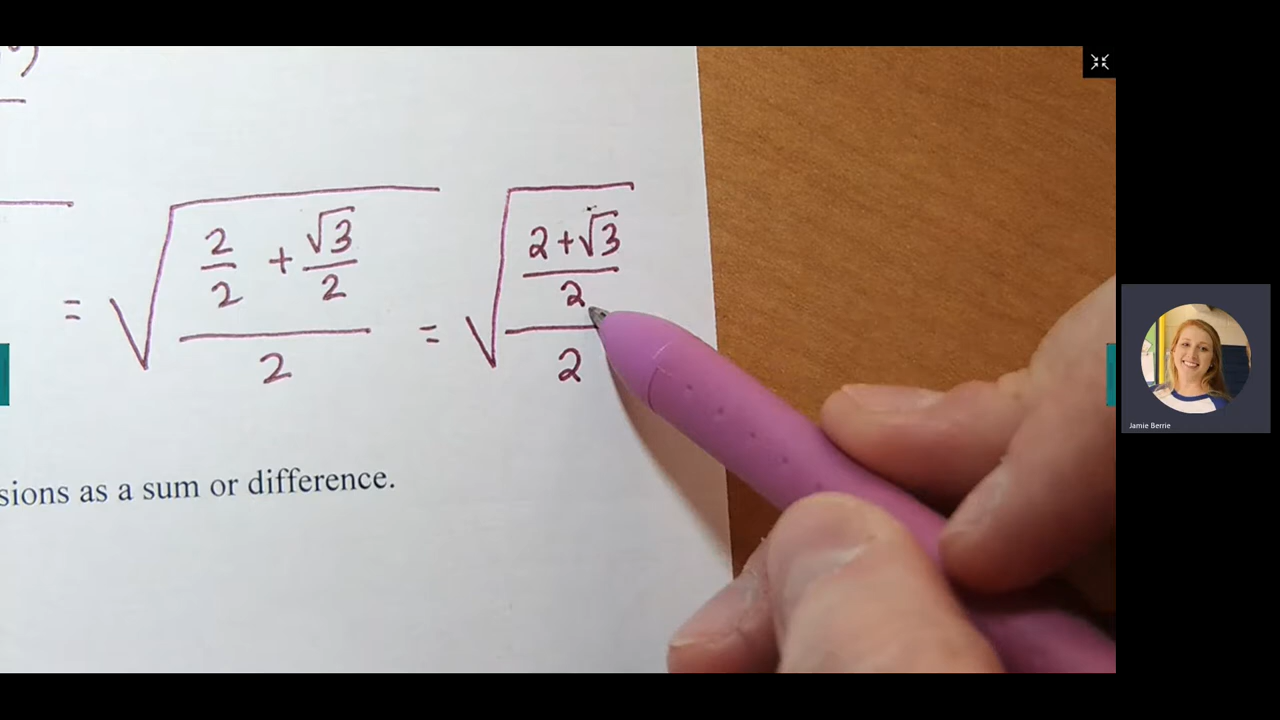 = √((2/2 + √3/2)/2) = √(((2+√3)/2)/2)
sions as a sum or difference.
Jamie Berrie